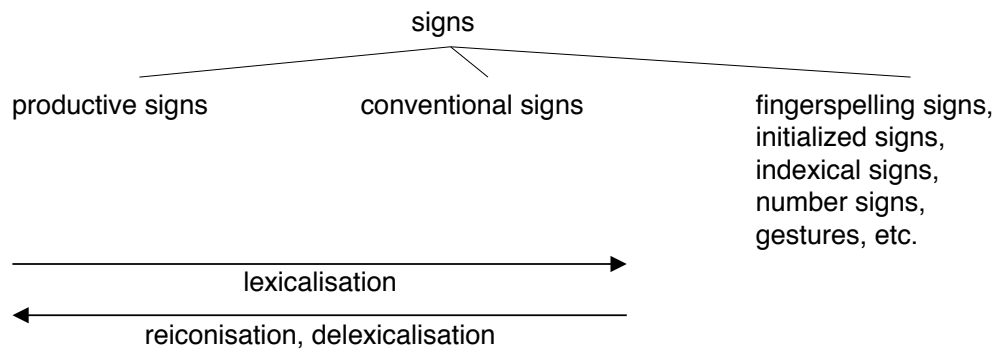 signs
productive signs
conventional signs
fingerspelling signs,
initialized signs,
indexical signs,
number signs,
gestures, etc.
lexicalisation
reiconisation, delexicalisation